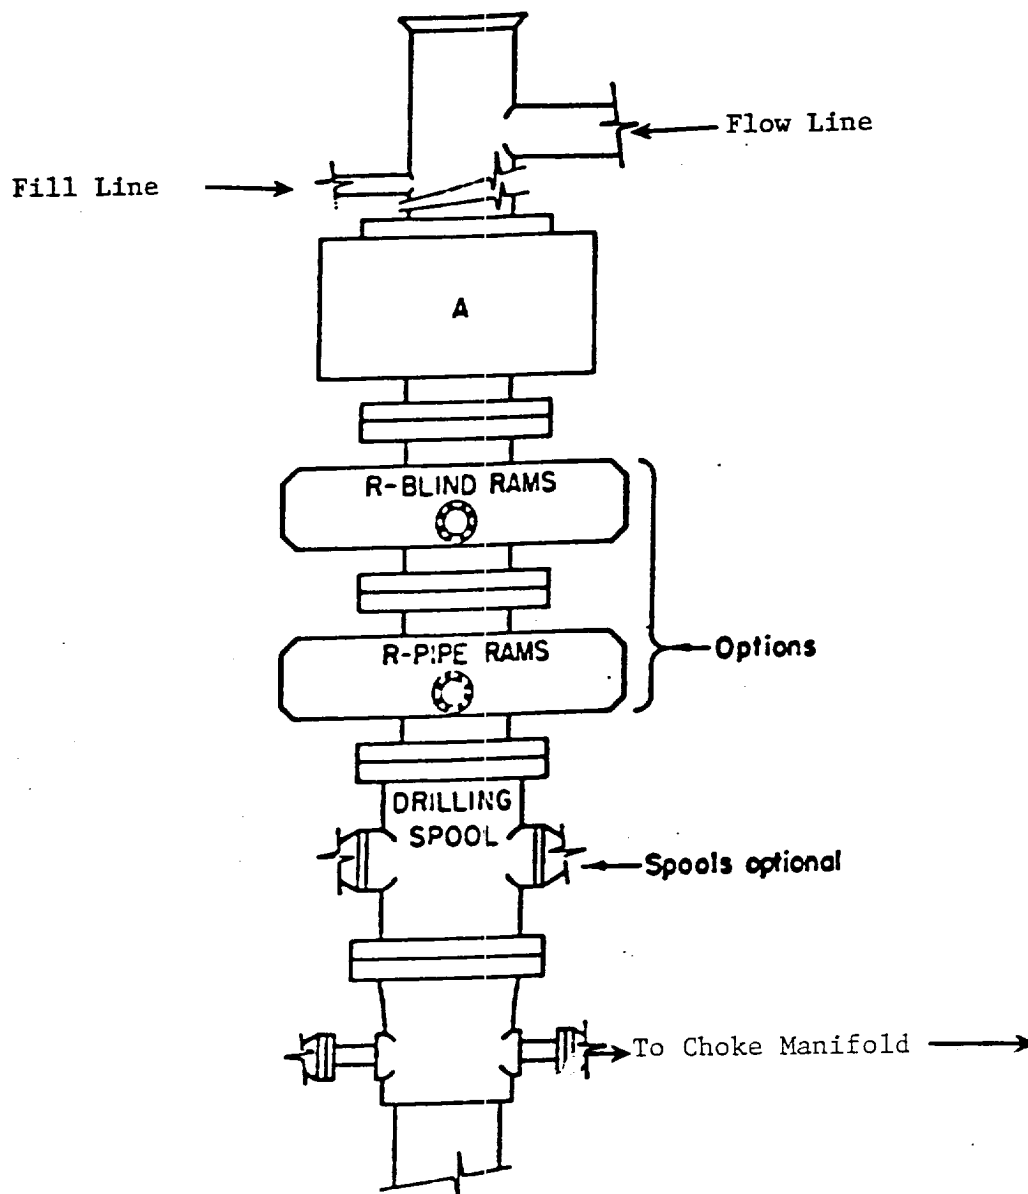 Flow Line
Fill Line
A
R-BLIND RAMS
R-PIPE RAMS
Options
DRILLING
SPOOL
Spools optional
To Choke Manifold